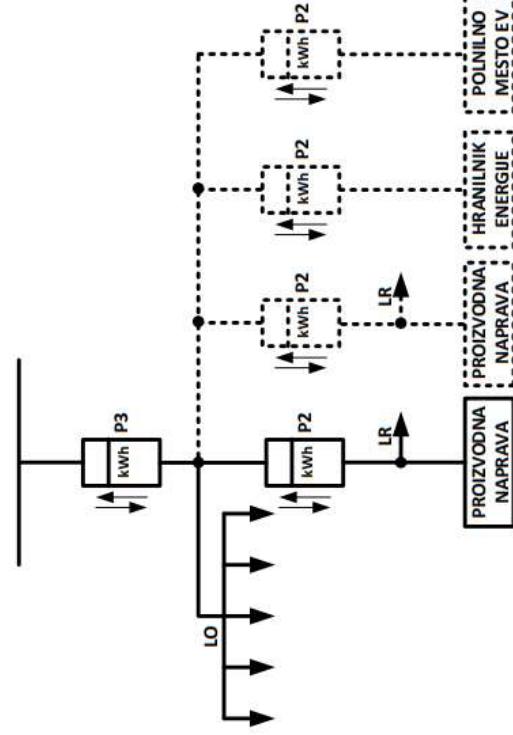 P3
kWh
LO
P2
kWh
P2
kWh
P2
kWh
P2
kWh
LR
LR
PROIZVODNA
NAPRAVA
PROIZVODNA
NAPRAVA
HRANILNIK
ENERGIJE
POLNILNO
MESTO EV